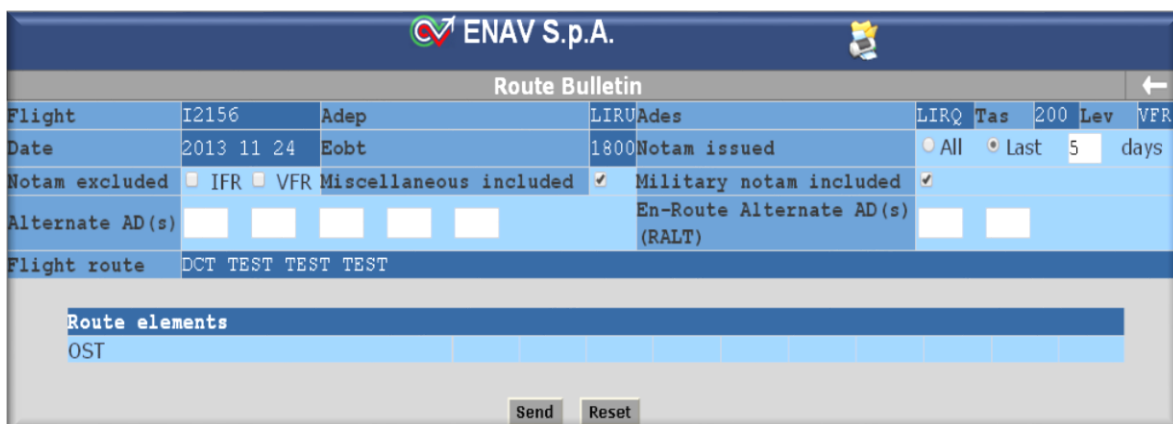 ENAV S.p.A.
Route Bulletin
Flight I2156 Adep LIRU Ades LIRQ Tas 200 Lev VFR
Date 2013 11 24 Eobt 1800 Notam issued All Last 5 days
Notam excluded IFR VFR Miscellaneous included Military notam included
Alternate AD(s) En-Route Alternate AD(s)
(RALT)
Flight route DCT TEST TEST TEST
Route elements
OST
Send Reset